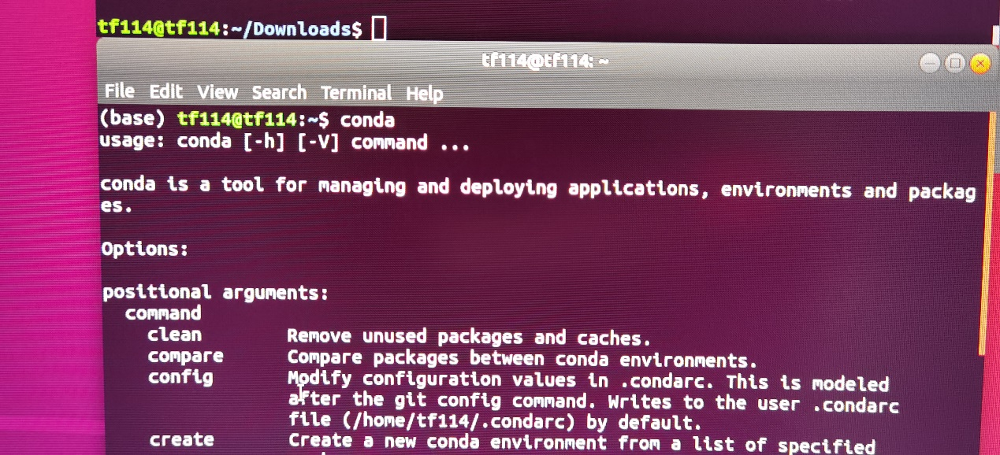 tf114@tf114:~/Downloads$
tf114@tf114: ~
File Edit View Search Terminal Help
(base) tf114@tf114:~$ conda
usage: conda [-h] [-V] command ...
conda is a tool for managing and deploying applications, environments and packag
es.
Options:
positional arguments:
command
clean Remove unused packages and caches.
compare Compare packages between conda environments.
config Modify configuration values in .condarc. This is modeled
after the git config command. Writes to the user .condarc
file (/home/tf114/.condarc) by default.
create Create a new conda environment from a list of specified